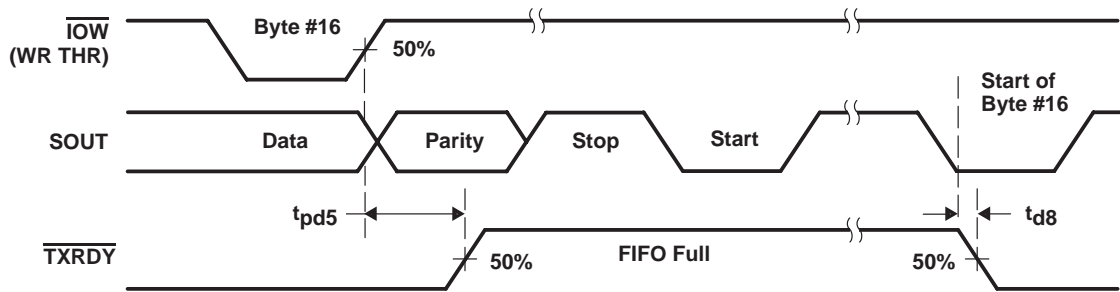 IOW
(WR THR)
Byte #16
50%
Start of
Byte #16
SOUT
Data
Parity
Stop
Start
tpd5
td8
TXRDY
50%
FIFO Full
50%